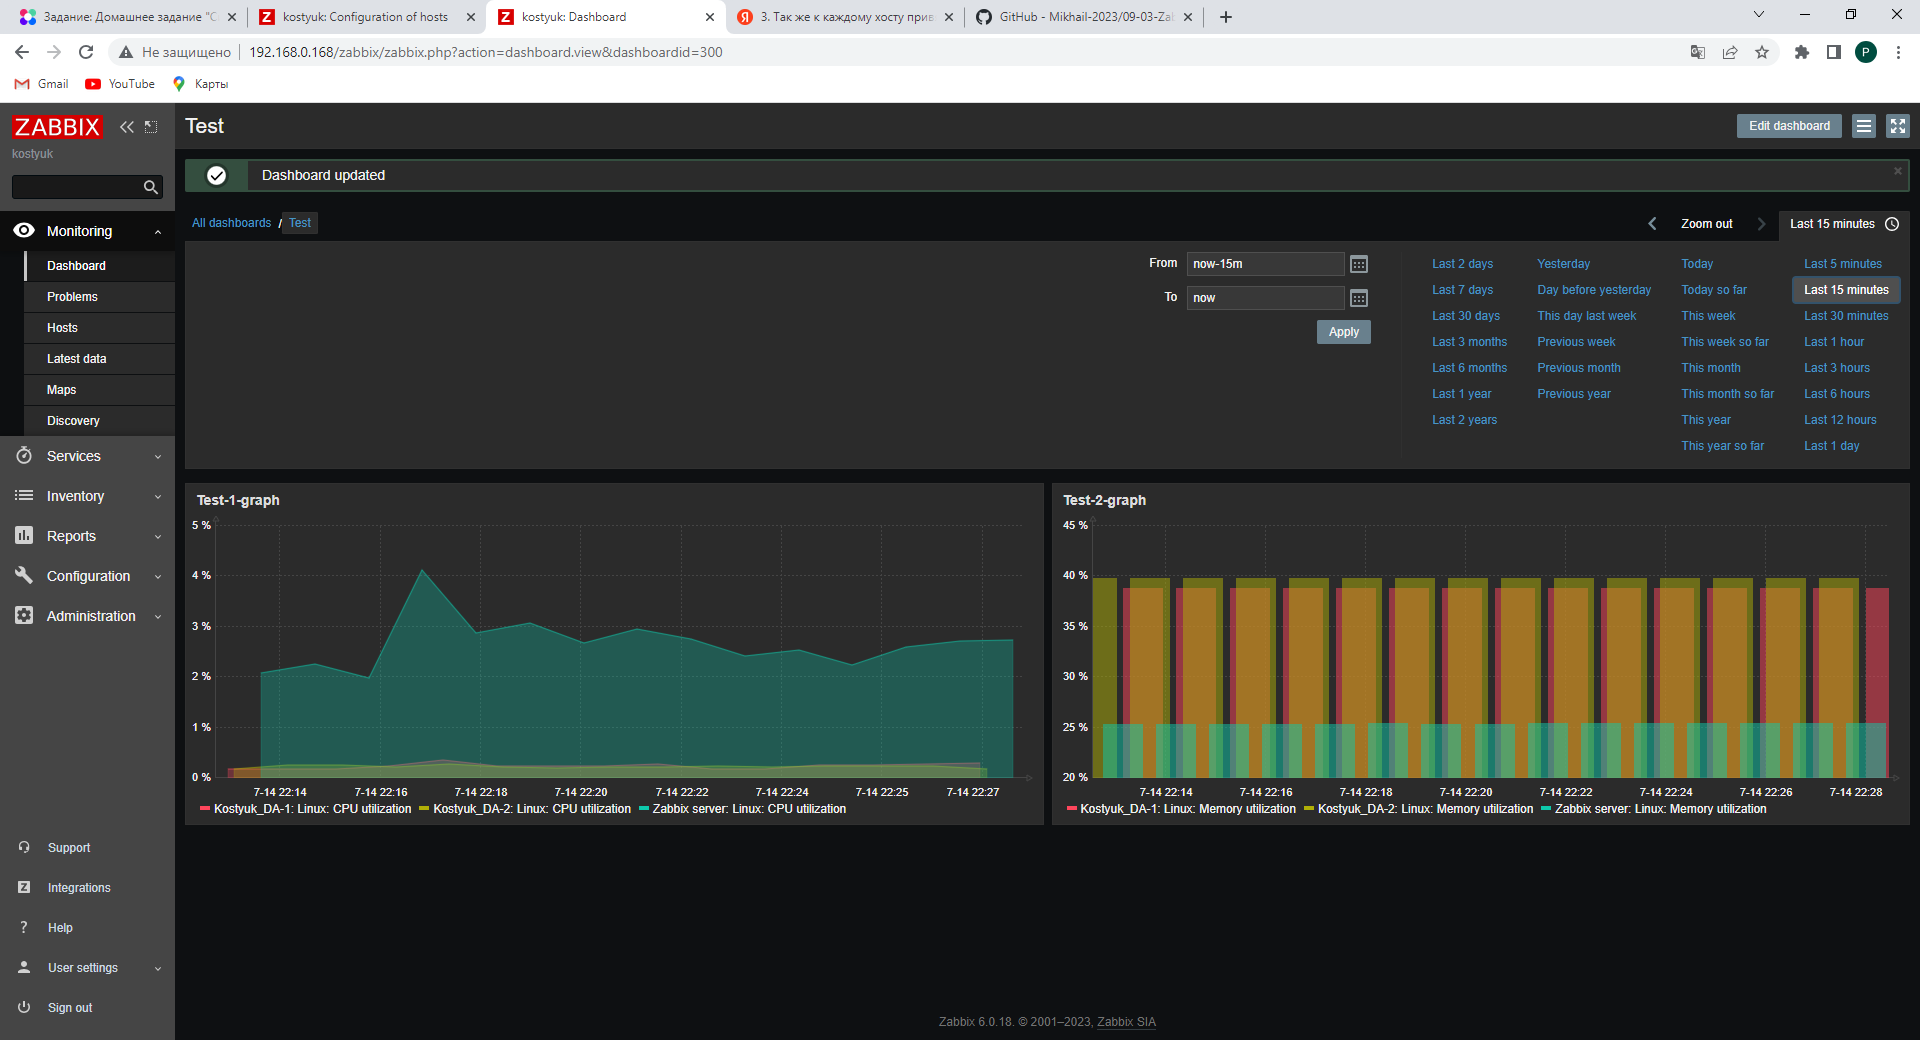 Задание: Домашнее задание "С
kostyuk: Configuration of hosts
kostyuk: Dashboard
3. Так же к каждому хосту прив
GitHub - Mikhail-2023/09-03-Za
Не защищено
192.168.0.168/zabbix/zabbix.php?action=dashboard.view&dashboardid=300
P
Gmail
YouTube
Карты
ZABBIX
kostyuk
Monitoring
Dashboard
Problems
Hosts
Latest data
Maps
Discovery
Services
Inventory
Reports
Configuration
Administration
Support
Integrations
Help
User settings
Sign out
Test
Edit dashboard
Dashboard updated
All dashboards / Test
Zoom out
Last 15 minutes
From now-15m
To now
Apply
Last 2 days
Last 7 days
Last 30 days
Last 3 months
Last 6 months
Last 1 year
Last 2 years
Yesterday
Day before yesterday
This day last week
Previous week
Previous month
Previous year
Today
Today so far
This week
This week so far
This month
This month so far
This year
This year so far
Last 5 minutes
Last 15 minutes
Last 30 minutes
Last 1 hour
Last 3 hours
Last 6 hours
Last 12 hours
Last 1 day
Test-1-graph
5 %
4 %
3 %
2 %
1 %
0 %
7-14 22:14 7-14 22:16 7-14 22:18 7-14 22:20 7-14 22:22 7-14 22:24 7-14 22:25 7-14 22:27
Kostyuk_DA-1: Linux: CPU utilization Kostyuk_DA-2: Linux: CPU utilization Zabbix server: Linux: CPU utilization
Test-2-graph
45 %
40 %
35 %
30 %
25 %
20 %
7-14 22:14 7-14 22:16 7-14 22:18 7-14 22:20 7-14 22:22 7-14 22:24 7-14 22:26 7-14 22:28
Kostyuk_DA-1: Linux: Memory utilization Kostyuk_DA-2: Linux: Memory utilization Zabbix server: Linux: Memory utilization
Zabbix 6.0.18. © 2001–2023, Zabbix SIA